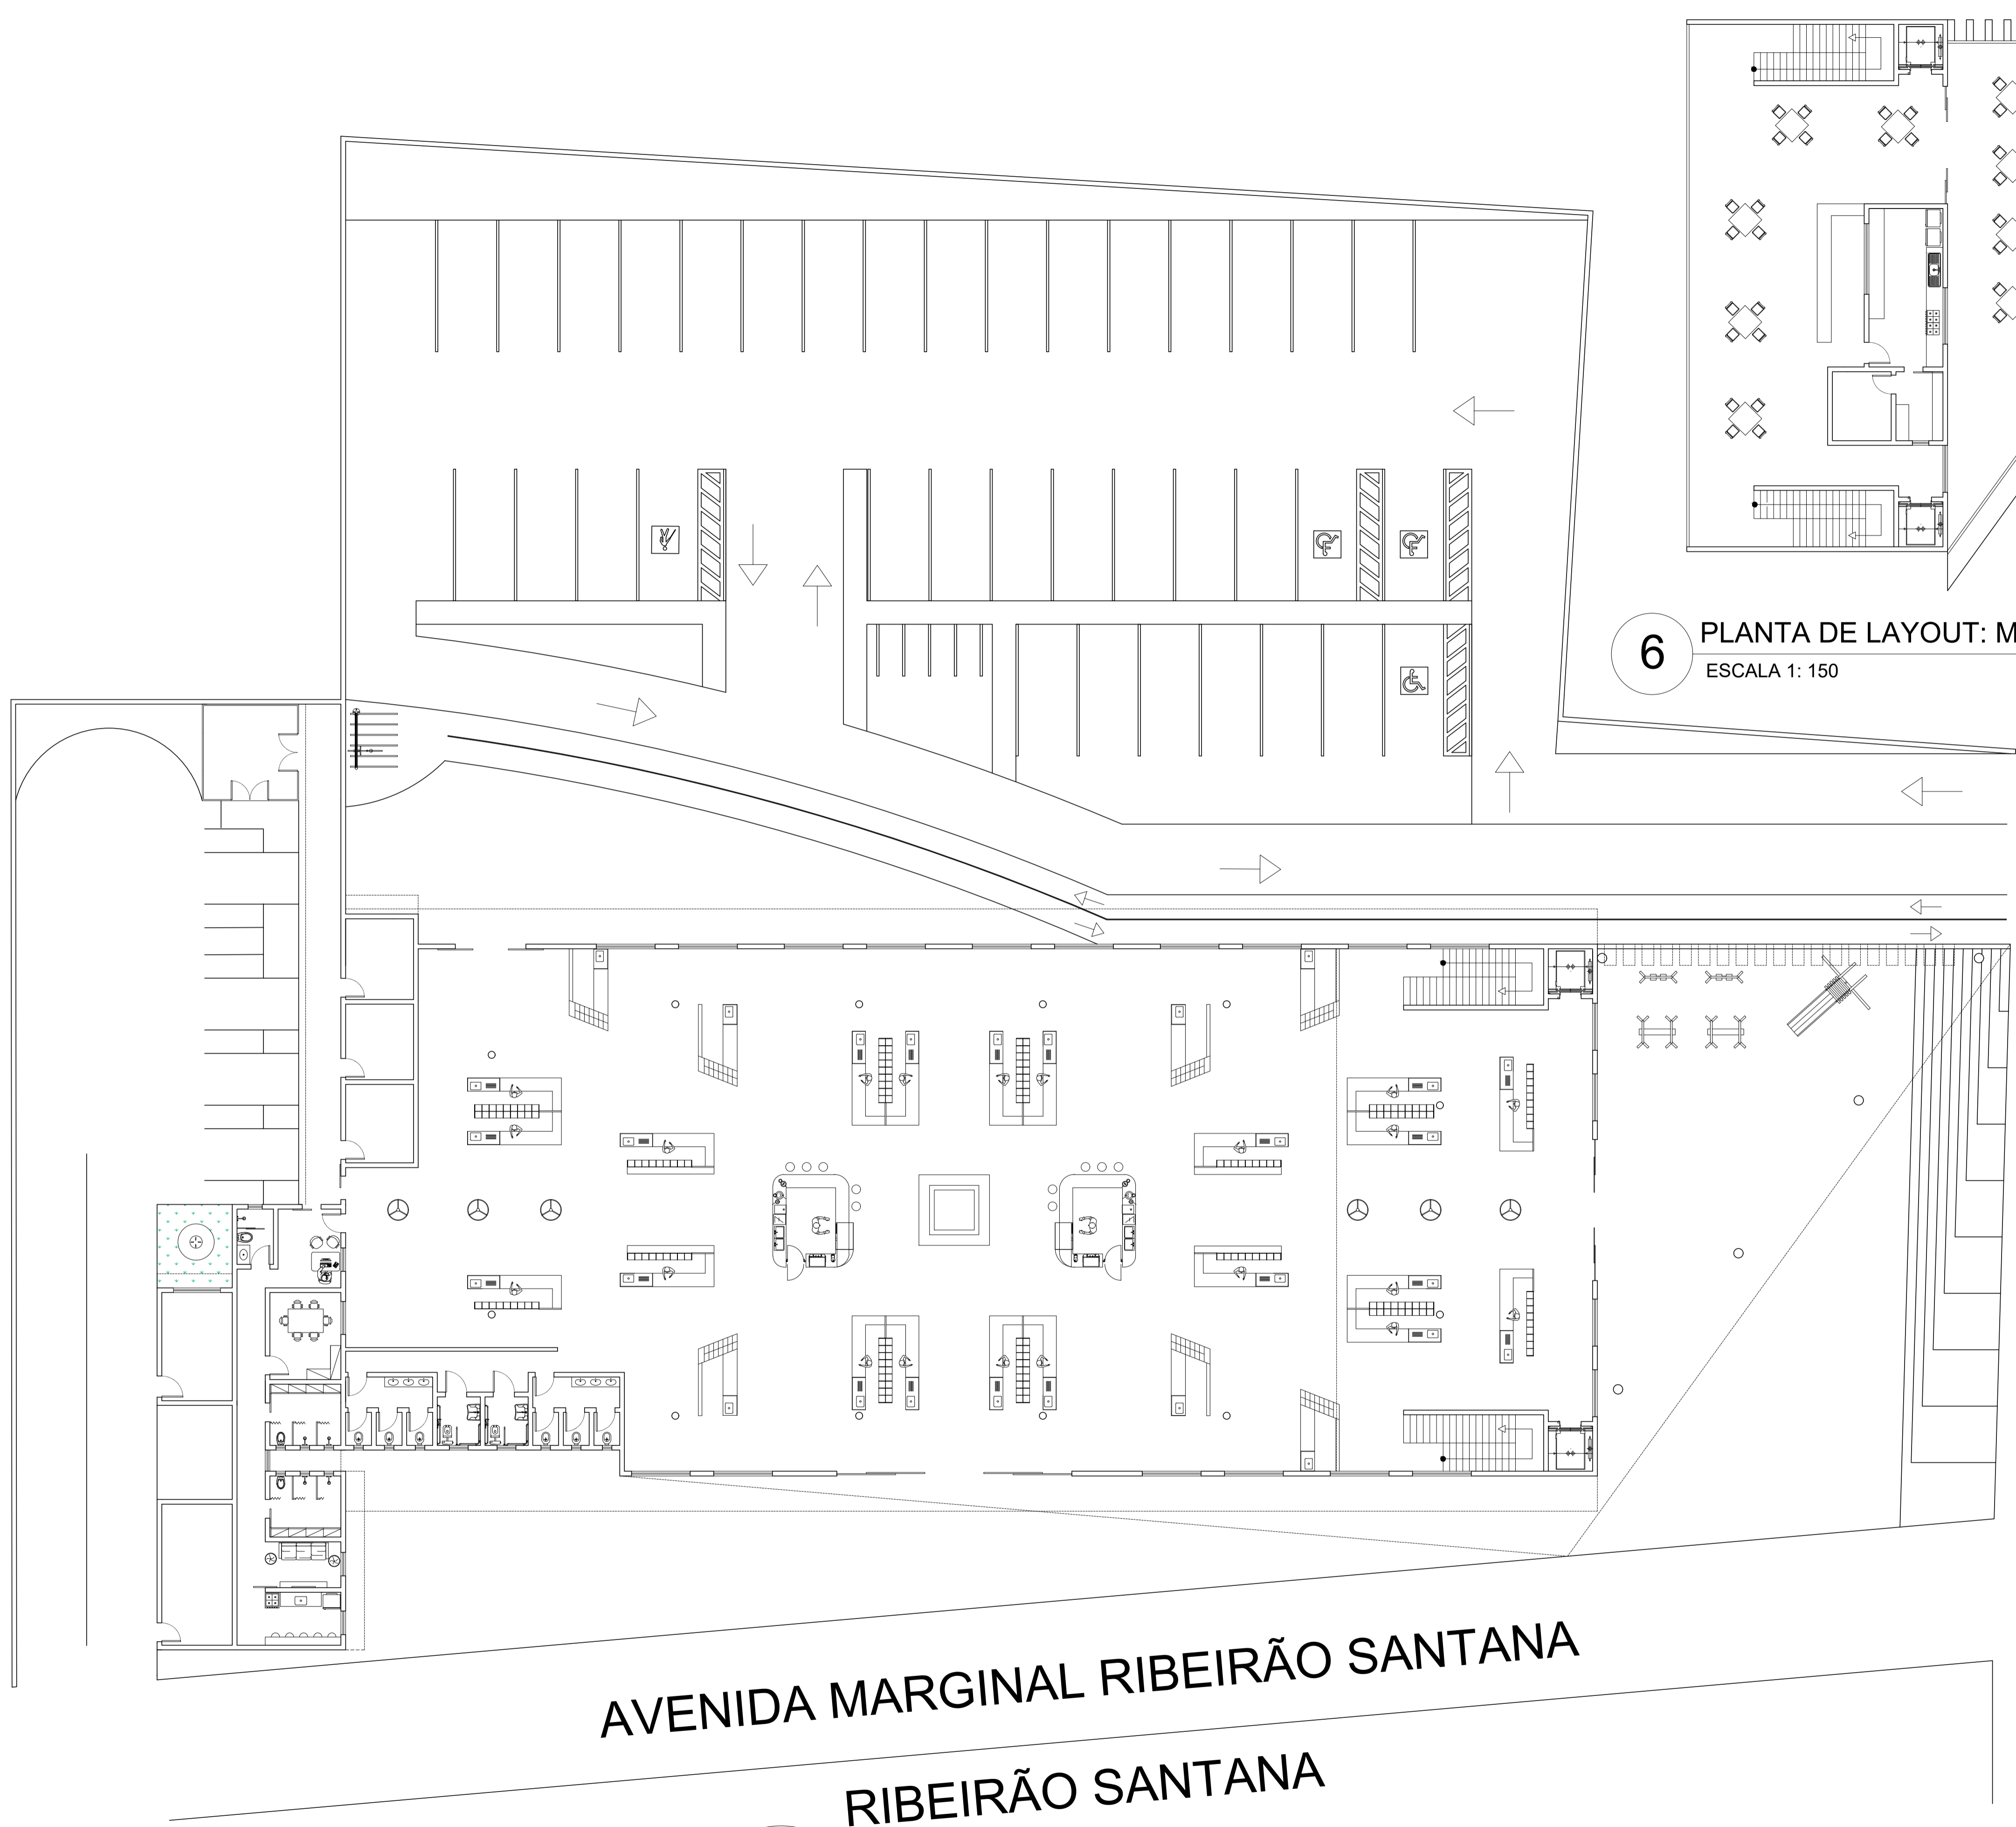 6
PLANTA DE LAYOUT: M
ESCALA 1: 150
AVENIDA MARGINAL RIBEIRÃO SANTANA
RIBEIRÃO SANTANA